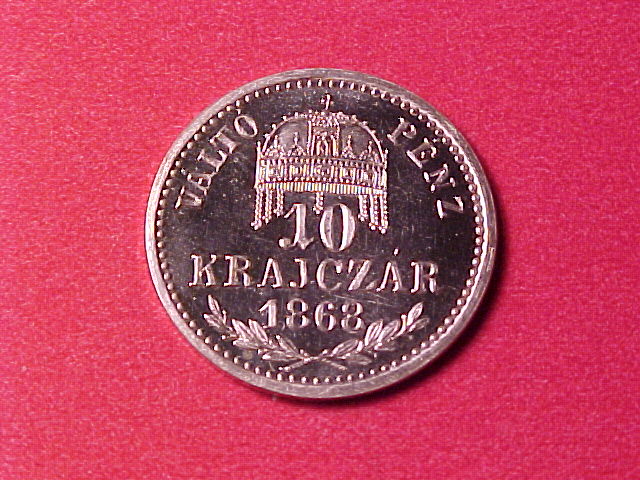 VÁLTÓ PÉNZ
10
KRAJCZÁR
1868